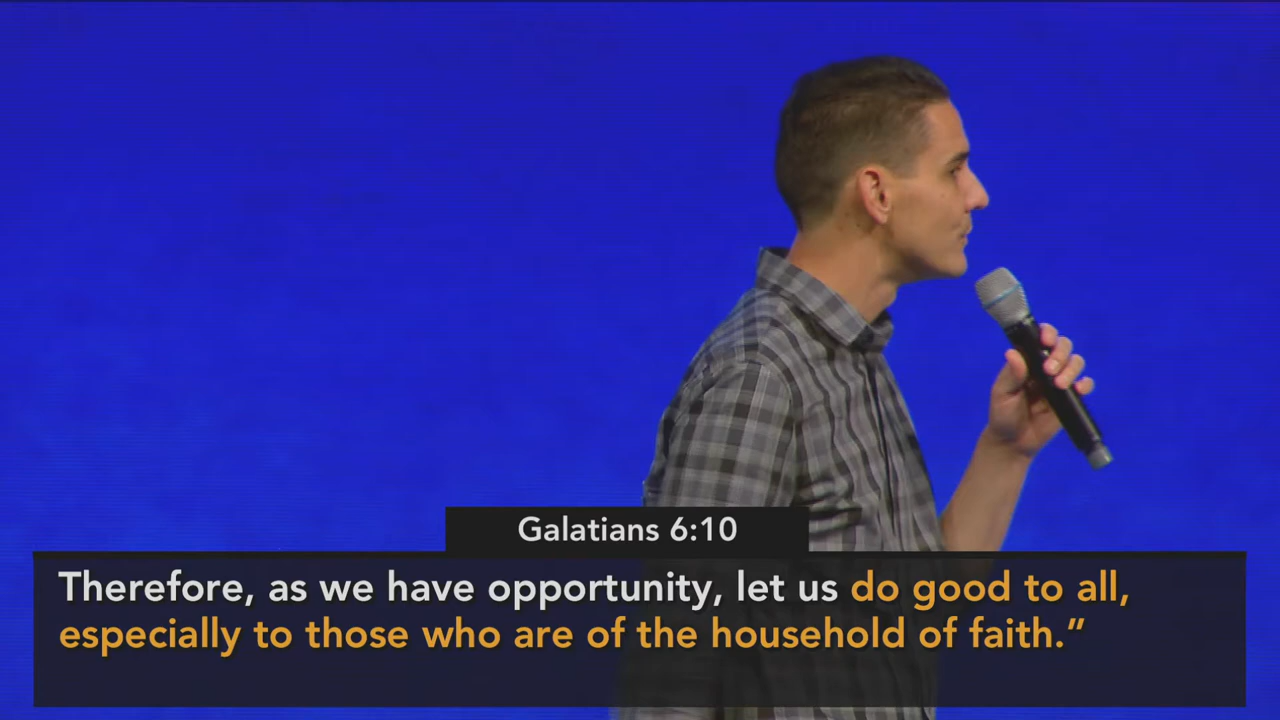 Galatians 6:10
Therefore, as we have opportunity, let us do good to all,
especially to those who are of the household of faith.”